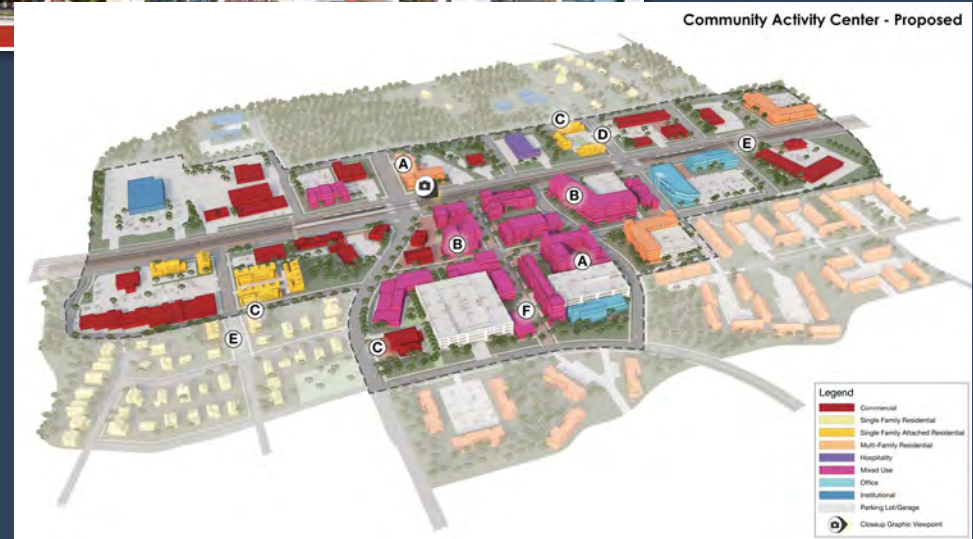 Community Activity Center - Proposed
C
D
A
E
B
B
A
C
F
E
C
Legend
Commercial
Single Family Residential
Single Family Attached Residential
Multi-Family Residential
Hospitality
Mixed Use
Office
Institutional
Parking Lot/Garage
Closeup Graphic Viewpoint